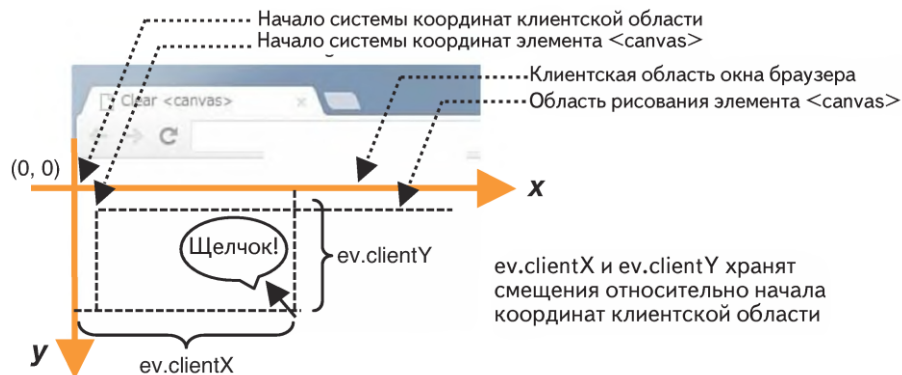 Начало системы координат клиентской области
Начало системы координат элемента <canvas>
Клиентская область окна браузера
Clear <canvas>
Область рисования элемента <canvas>
(0, 0)
x
Щелчок!
ev.clientY
ev.clientX и ev.clientY хранят
смещения относительно начала
координат клиентской области
y
ev.clientX